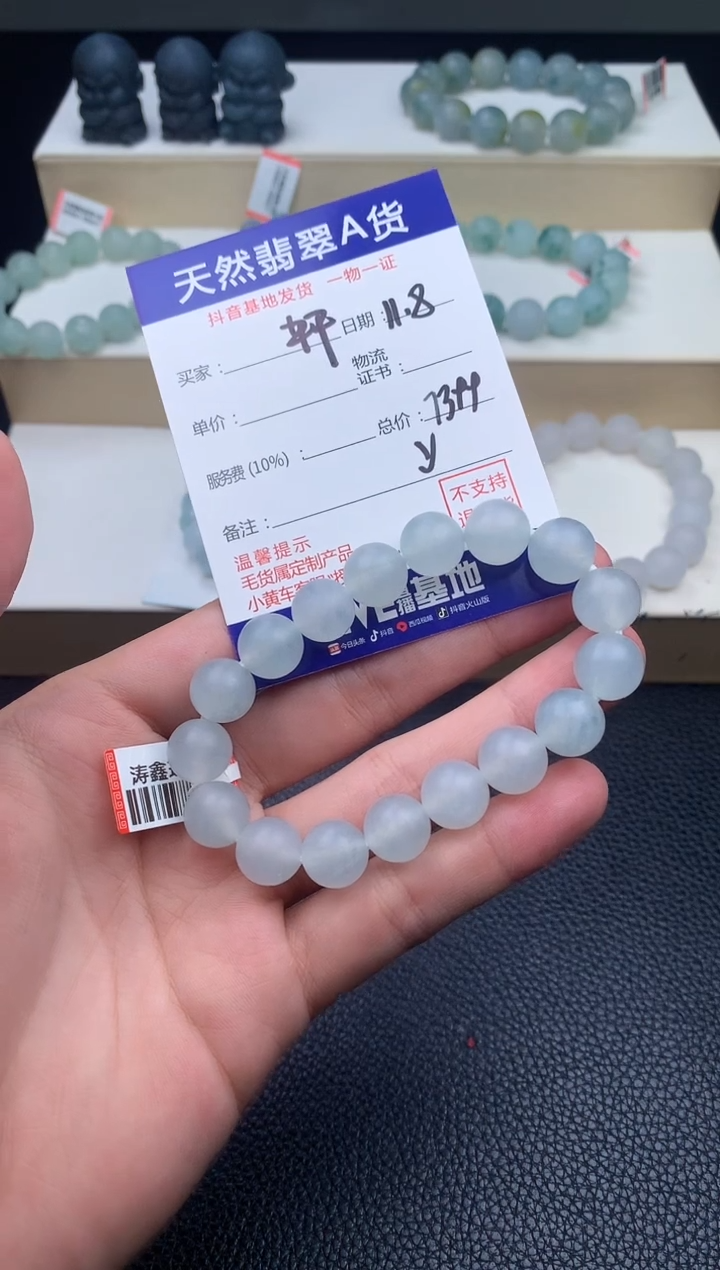 天然翡翠A货
抖音基地发货 一物一证
买家: 日期: 11.8
物流
证书:
单价: 总价:
服务费(10%):
y
备注:
不支持
温馨提示
毛货属定制产品
小黄车客服
播基地
今日头条 抖音 西瓜视频 抖音火山版
涛鑫